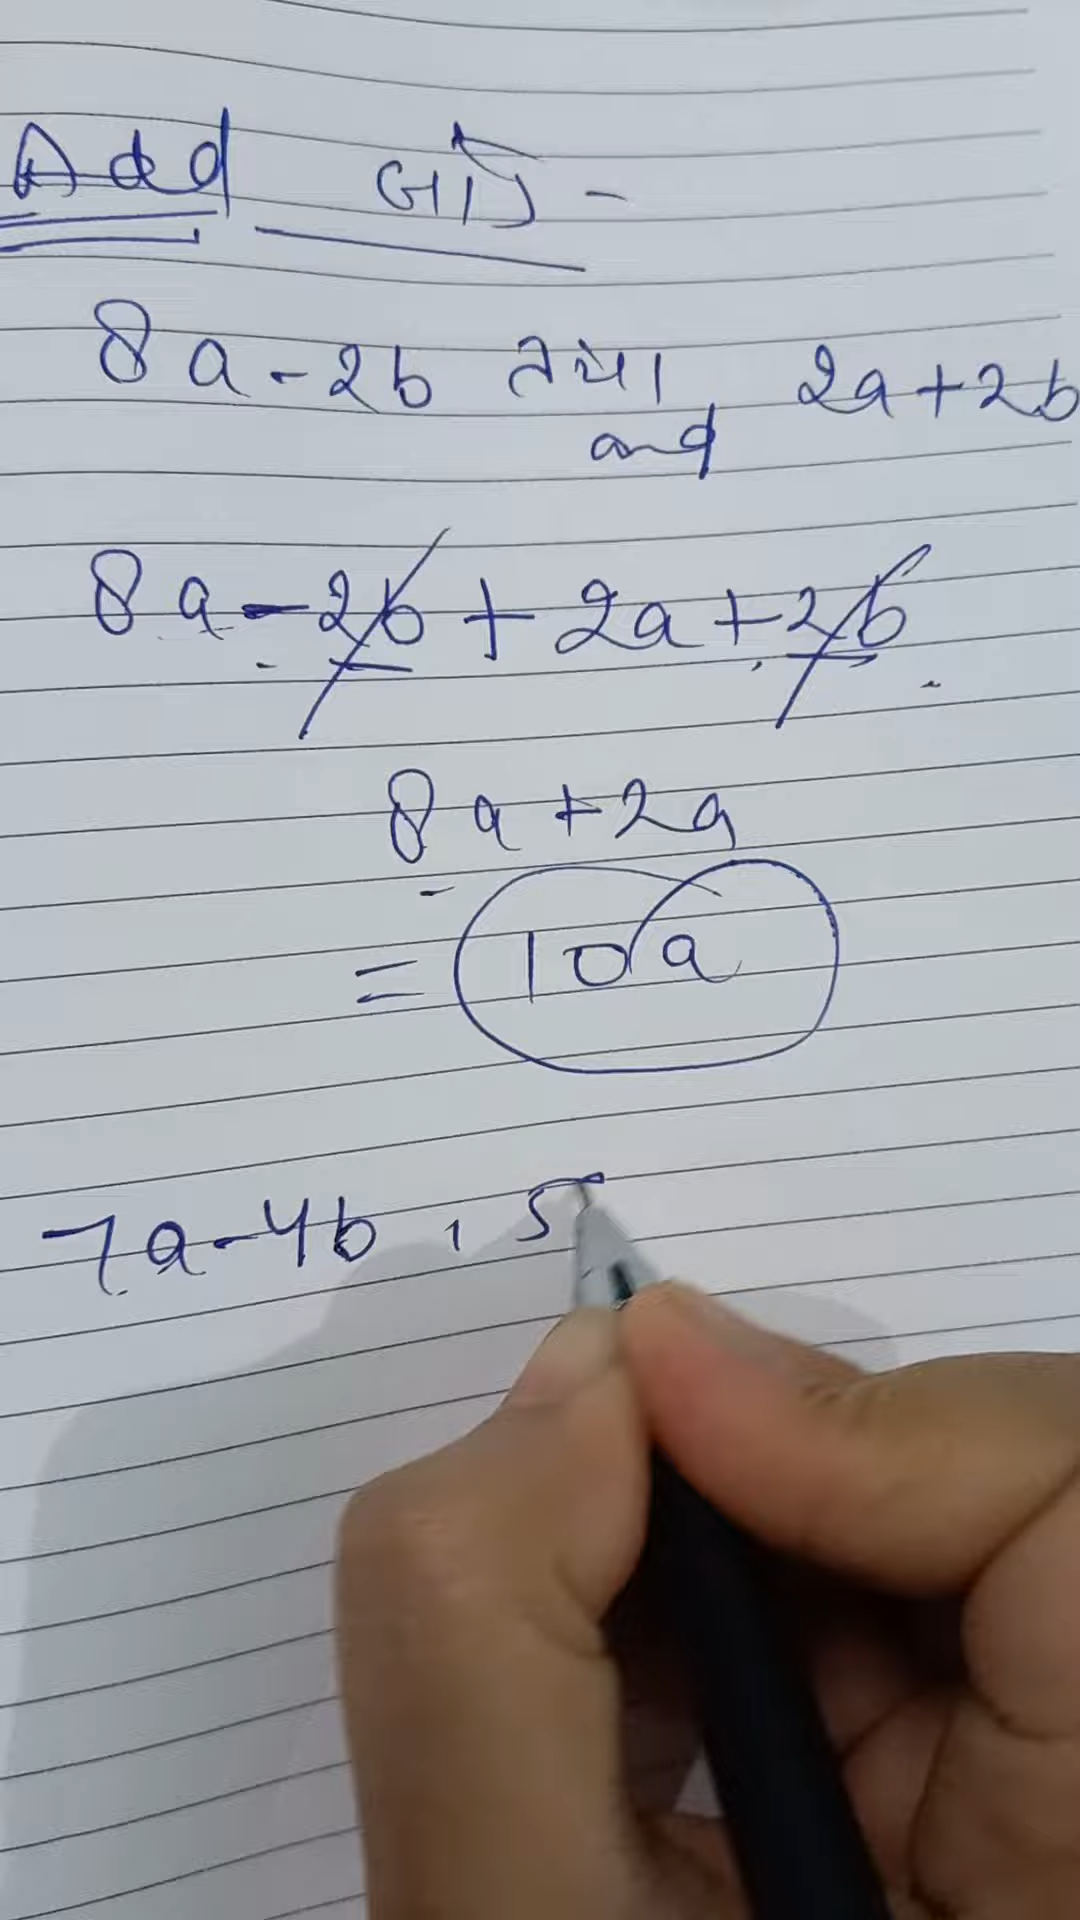 Add जोड़ें -
8a - 2b तथा 2a + 2b
and
8a - 2b + 2a + 2b
8a + 2a
= 10a
7a - 4b , 5